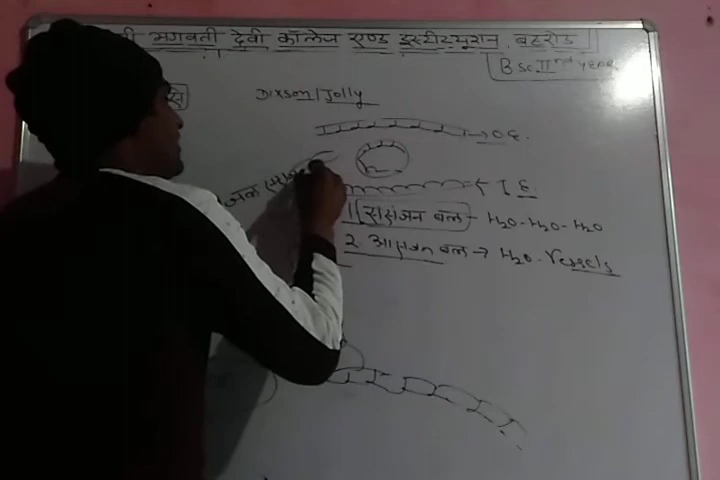 भगवती देवी कॉलेज एण्ड इंस्टीट्यूशन बहरोड
B sc. IInd year
Dixson/Jolly
→ O E.
← I E.
जल
1 संसंजन बल - H2O-H2O-H2O
2 आसंजन बल → H2O-Vessels